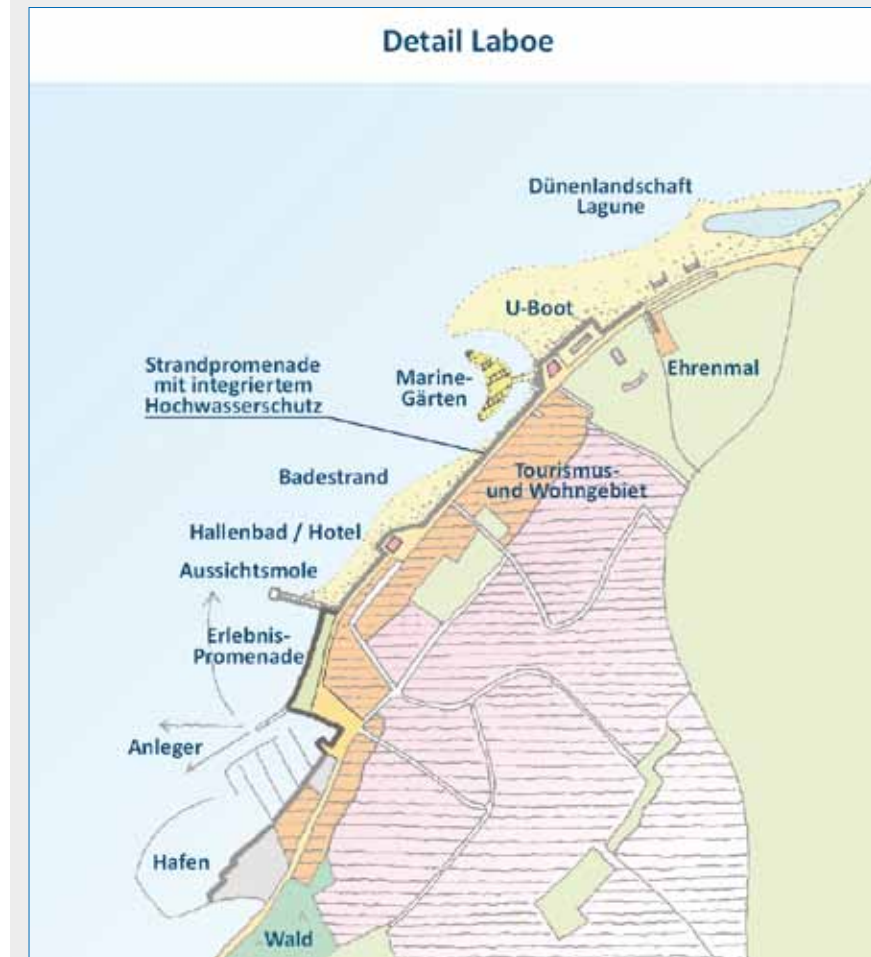 Detail Laboe
Dünenlandschaft
Lagune
U-Boot
Strandpromenade
mit integriertem
Hochwasserschutz
Marine-
Gärten
Ehrenmal
Badestrand
Tourismus-
und Wohngebiet
Hallenbad / Hotel
Aussichtsmole
Erlebnis-
Promenade
Anleger
Hafen
Wald